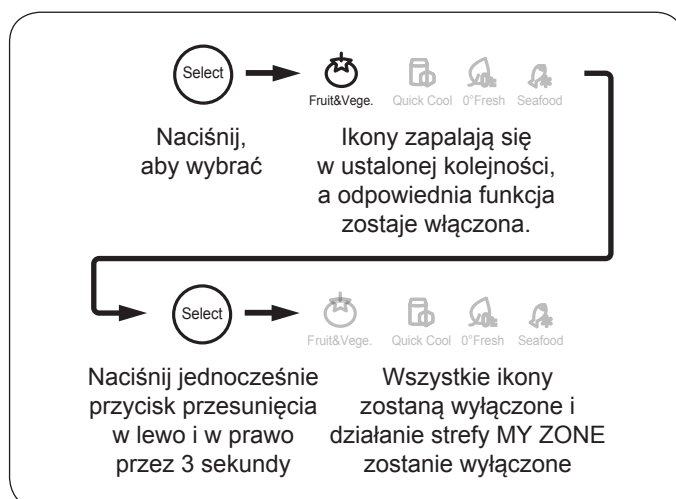 Select
Fruit&Vege. Quick Cool 0°Fresh Seafood
Naciśnij,
aby wybrać
Ikony zapalają się
w ustalonej kolejności,
a odpowiednia funkcja
zostaje włączona.
Select
Fruit&Vege. Quick Cool 0°Fresh Seafood
Naciśnij jednocześnie
przycisk przesunięcia
w lewo i w prawo
przez 3 sekundy
Wszystkie ikony
zostaną wyłączone i
działanie strefy MY ZONE
zostanie wyłączone